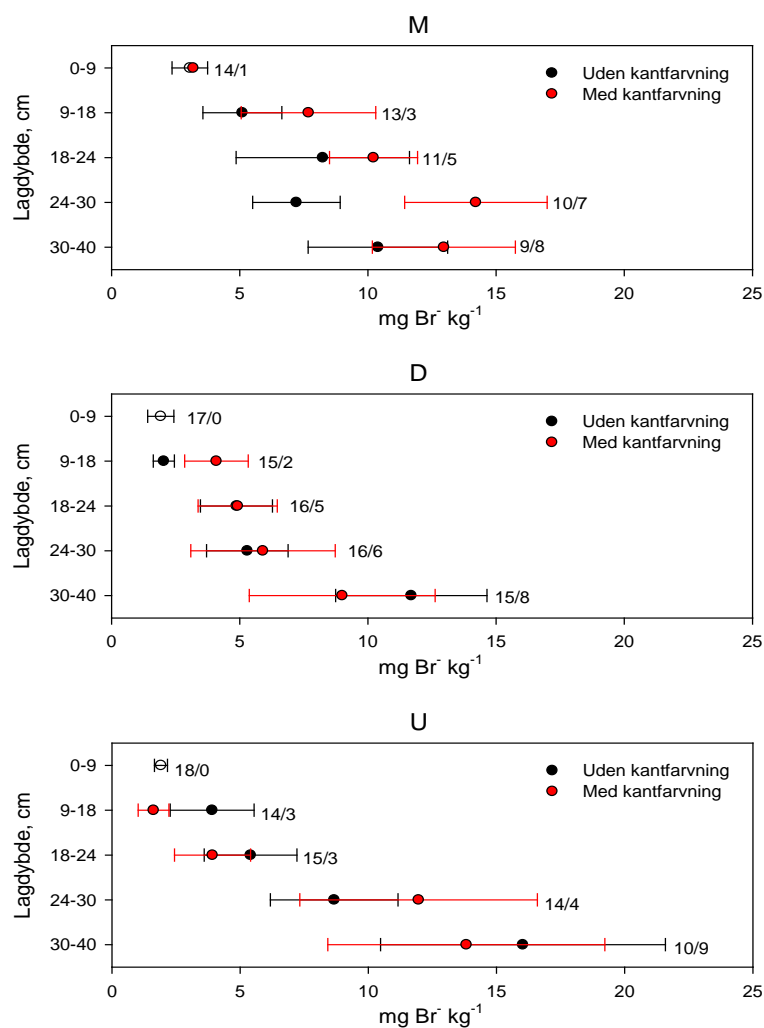 M
Lagdybde, cm
0-9
14/1
Uden kantfarvning
Med kantfarvning
9-18
13/3
18-24
11/5
24-30
10/7
30-40
9/8
0 5 10 15 20 25
mg Br⁻ kg⁻¹
D
Lagdybde, cm
0-9
17/0
Uden kantfarvning
Med kantfarvning
9-18
15/2
18-24
16/5
24-30
16/6
30-40
15/8
0 5 10 15 20 25
mg Br⁻ kg⁻¹
U
Lagdybde, cm
0-9
18/0
Uden kantfarvning
Med kantfarvning
9-18
14/3
18-24
15/3
24-30
14/4
30-40
10/9
0 5 10 15 20 25
mg Br⁻ kg⁻¹